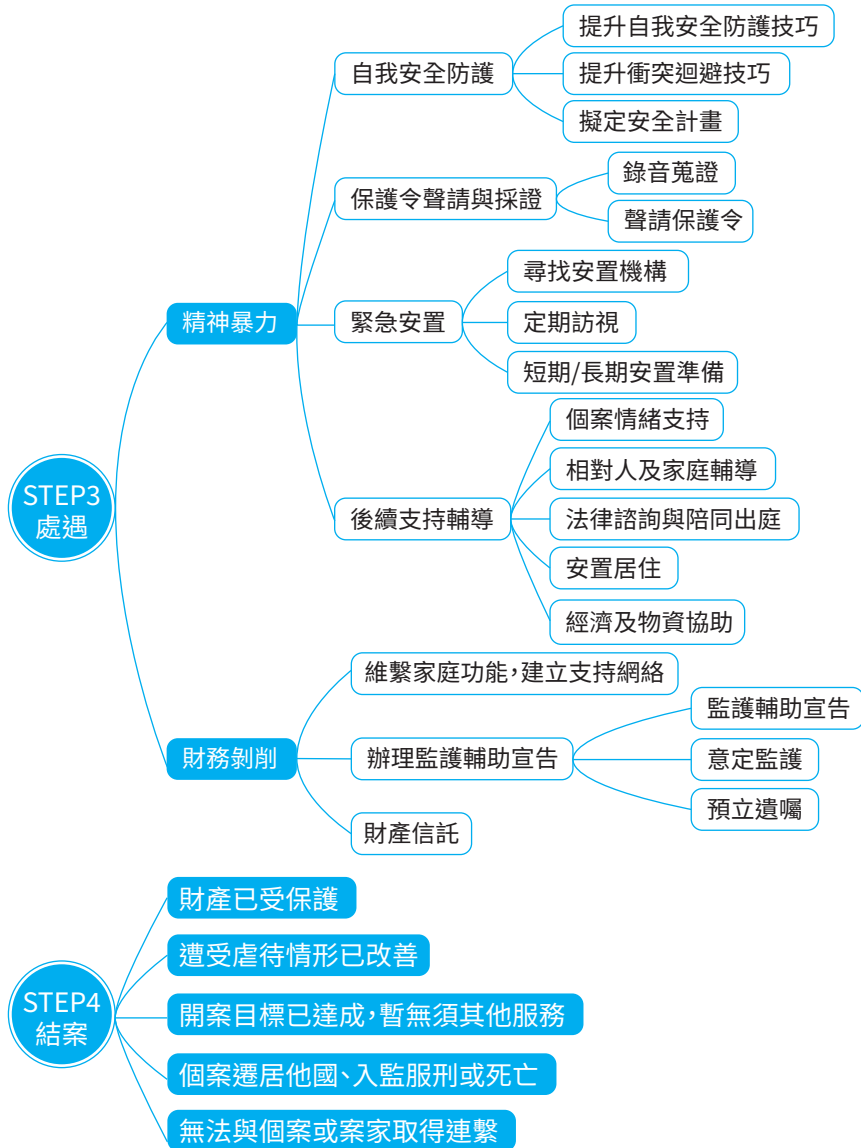 STEP3
處遇
精神暴力
自我安全防護
提升自我安全防護技巧
提升衝突迴避技巧
擬定安全計畫
保護令聲請與採證
錄音蒐證
聲請保護令
緊急安置
尋找安置機構
定期訪視
短期/長期安置準備
後續支持輔導
個案情緒支持
相對人及家庭輔導
法律諮詢與陪同出庭
安置居住
經濟及物資協助
財務剝削
維繫家庭功能,建立支持網絡
辦理監護輔助宣告
監護輔助宣告
意定監護
預立遺囑
財產信託
STEP4
結案
財產已受保護
遭受虐待情形已改善
開案目標已達成,暫無須其他服務
個案遷居他國、入監服刑或死亡
無法與個案或案家取得連繫